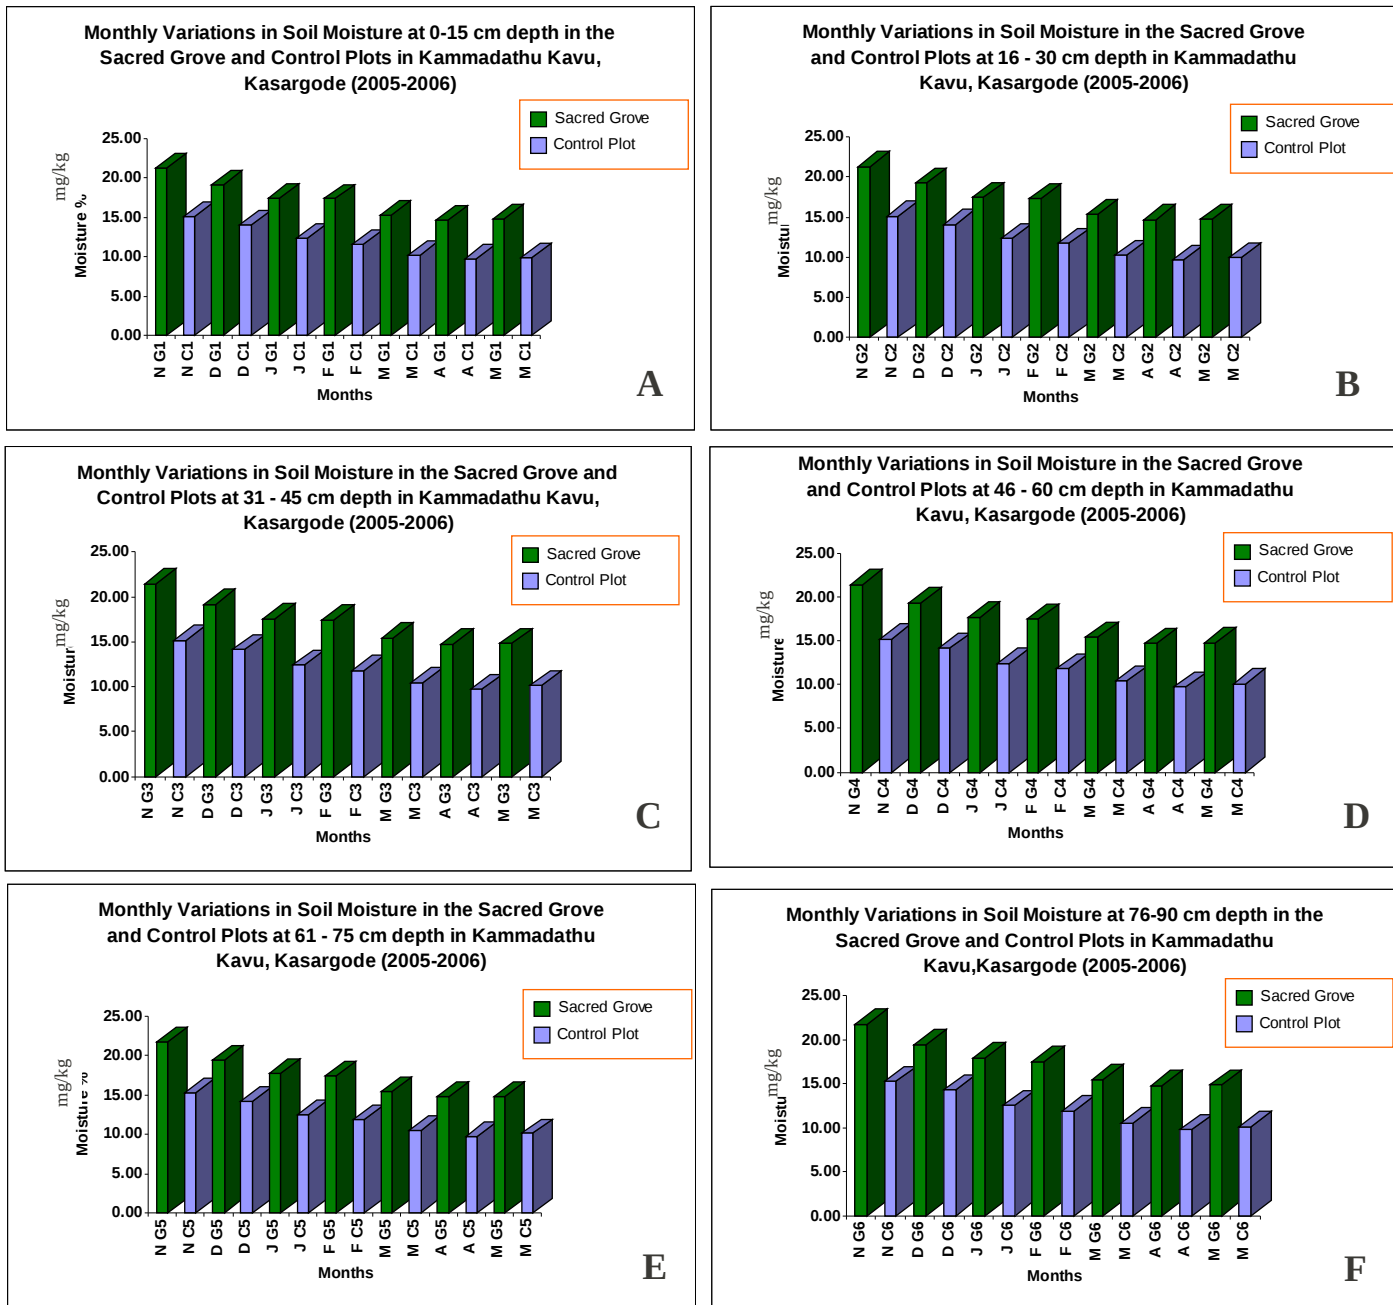 Monthly Variations in Soil Moisture at 0-15 cm depth in the
Sacred Grove and Control Plots in Kammadathu Kavu,
Kasargode (2005-2006)
Sacred Grove
Control Plot
mg/kg
Moisture %
25.00
20.00
15.00
10.00
5.00
0.00
N G1
N C1
D G1
D C1
J G1
J C1
F G1
F C1
M G1
M C1
A G1
A C1
M G1
M C1
Months
A
Monthly Variations in Soil Moisture in the Sacred Grove
and Control Plots at 16 - 30 cm depth in Kammadathu
Kavu, Kasargode (2005-2006)
Sacred Grove
Control Plot
mg/kg
Moistu
25.00
20.00
15.00
10.00
5.00
0.00
N G2
N C2
D G2
D C2
J G2
J C2
F G2
F C2
M G2
M C2
A G2
A C2
M G2
M C2
Months
B
Monthly Variations in Soil Moisture in the Sacred Grove and
Control Plots at 31 - 45 cm depth in Kammadathu Kavu,
Kasargode (2005-2006)
Sacred Grove
Control Plot
mg/kg
Moistur
25.00
20.00
15.00
10.00
5.00
0.00
N G3
N C3
D G3
D C3
J G3
J C3
F G3
F C3
M G3
M C3
A G3
A C3
M G3
M C3
Months
C
Monthly Variations in Soil Moisture in the Sacred Grove
and Control Plots at 46 - 60 cm depth in Kammadathu
Kavu, Kasargode (2005-2006)
Sacred Grove
Control Plot
mg/kg
Moisture
25.00
20.00
15.00
10.00
5.00
0.00
N G4
N C4
D G4
D C4
J G4
J C4
F G4
F C4
M G4
M C4
A G4
A C4
M G4
M C4
Months
D
Monthly Variations in Soil Moisture in the Sacred Grove
and Control Plots at 61 - 75 cm depth in Kammadathu
Kavu, Kasargode (2005-2006)
Sacred Grove
Control Plot
mg/kg
Moisture %
25.00
20.00
15.00
10.00
5.00
0.00
N G5
N C5
D G5
D C5
J G5
J C5
F G5
F C5
M G5
M C5
A G5
A C5
M G5
M C5
Months
E
Monthly Variations in Soil Moisture at 76-90 cm depth in the
Sacred Grove and Control Plots in Kammadathu
Kavu,Kasargode (2005-2006)
Sacred Grove
Control Plot
mg/kg
Moistu
25.00
20.00
15.00
10.00
5.00
0.00
N G6
N C6
D G6
D C6
J G6
J C6
F G6
F C6
M G6
M C6
A G6
A C6
M G6
M C6
Months
F